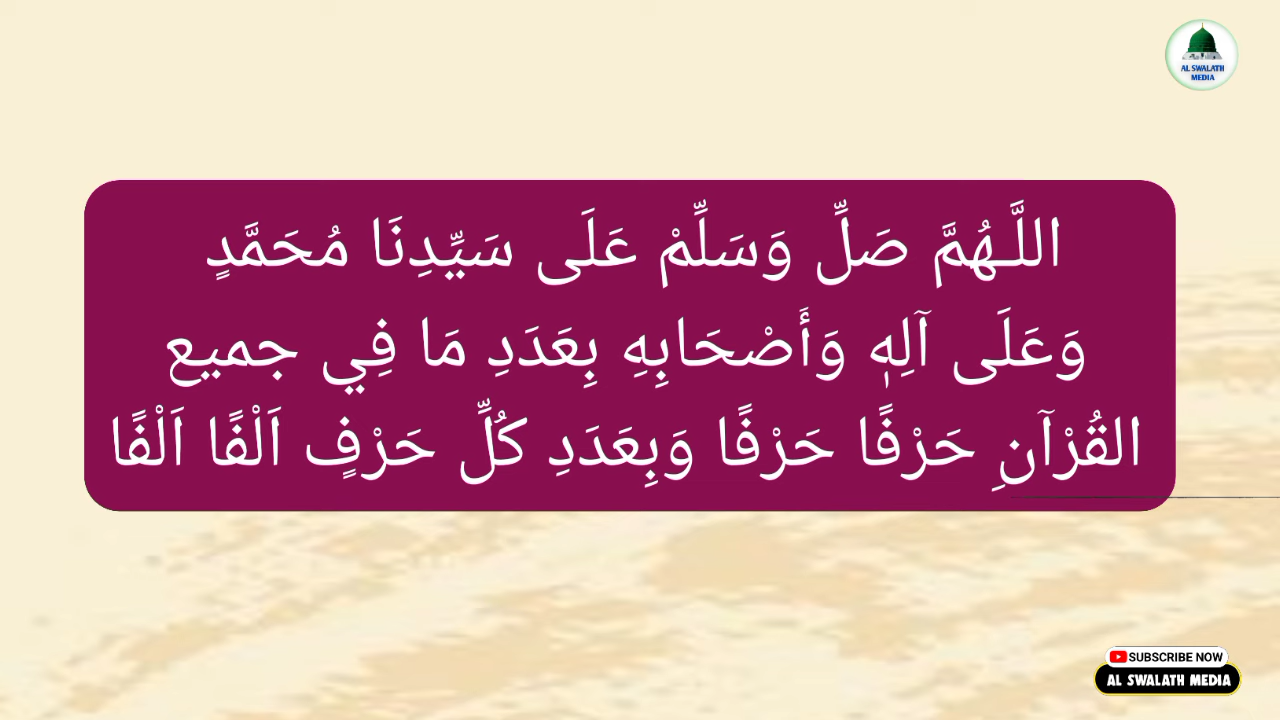 AL SWALATH
MEDIA
اللَّـهُمَّ صَلِّ وَسَلِّمْ عَلَى سَيِّدِنَا مُحَمَّدٍ
وَعَلَى آلِهٖ وَأَصْحَابِهِ بِعَدَدِ مَا فِي جميع
القُرْآنِ حَرْفًا حَرْفًا وَبِعَدَدِ كُلِّ حَرْفٍ اَلْفًا اَلْفًا
SUBSCRIBE NOW
AL SWALATH MEDIA